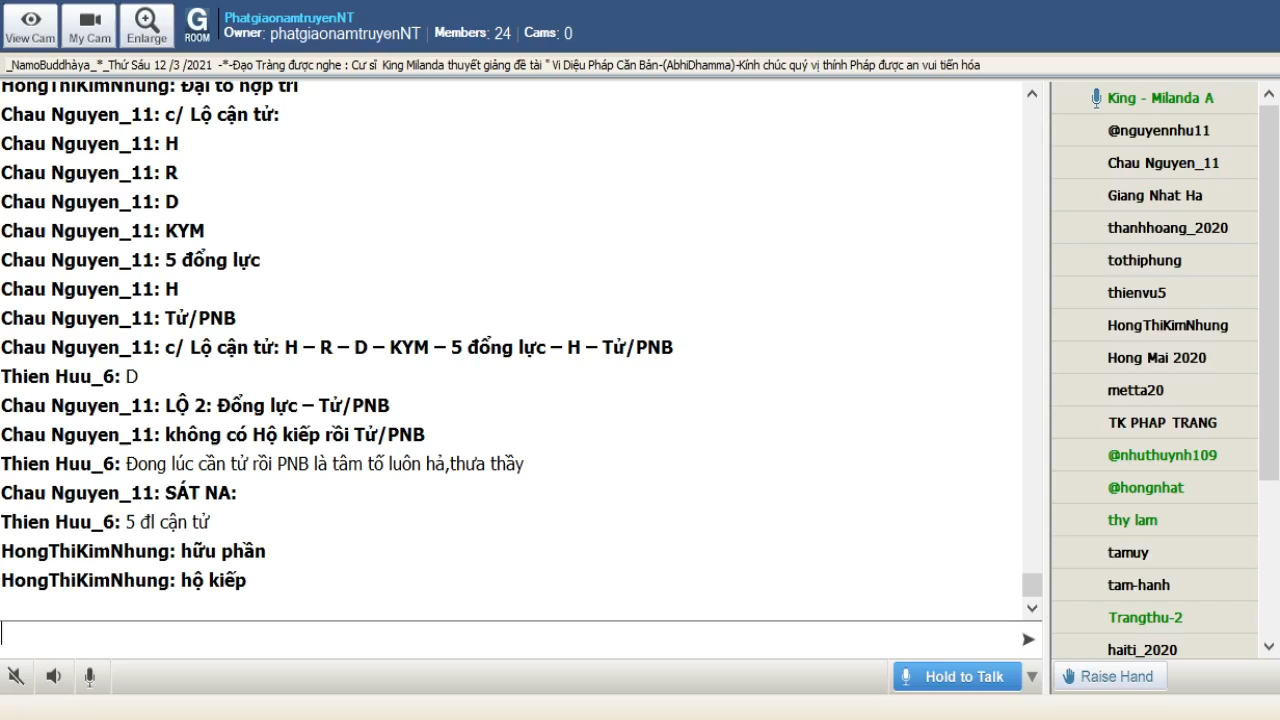 View Cam
My Cam
Enlarge
G
ROOM
PhatgiaonamtruyenNT
Owner: phatgiaonamtruyenNT | Members: 24 | Cams: 0
_NamoBuddhàya_*_Thứ Sáu 12 /3 /2021 -*-Đạo Tràng được nghe : Cư sĩ King Milanda thuyết giảng đề tài " Vi Diệu Pháp Căn Bản-(AbhiDhamma)-Kính chúc quý vị thính Pháp được an vui tiến hóa
HongThiKimNhung: Đại tố hợp trí
Chau Nguyen_11: c/ Lộ cận tử:
Chau Nguyen_11: H
Chau Nguyen_11: R
Chau Nguyen_11: D
Chau Nguyen_11: KYM
Chau Nguyen_11: 5 đổng lực
Chau Nguyen_11: H
Chau Nguyen_11: Tử/PNB
Chau Nguyen_11: c/ Lộ cận tử: H – R – D – KYM – 5 đổng lực – H – Tử/PNB
Thien Huu_6: D
Chau Nguyen_11: LỘ 2: Đổng lực – Tử/PNB
Chau Nguyen_11: không có Hộ kiếp rồi Tử/PNB
Thien Huu_6: Đong lúc cần tử rồi PNB là tâm tố luôn hả,thưa thầy
Chau Nguyen_11: SÁT NA:
Thien Huu_6: 5 đl cận tử
HongThiKimNhung: hữu phần
HongThiKimNhung: hộ kiếp
Hold to Talk
King - Milanda A
@nguyennhu11
Chau Nguyen_11
Giang Nhat Ha
thanhhoang_2020
tothiphung
thienvu5
HongThiKimNhung
Hong Mai 2020
metta20
TK PHAP TRANG
@nhuthuynh109
@hongnhat
thy lam
tamuy
tam-hanh
Trangthu-2
haiti_2020
Raise Hand